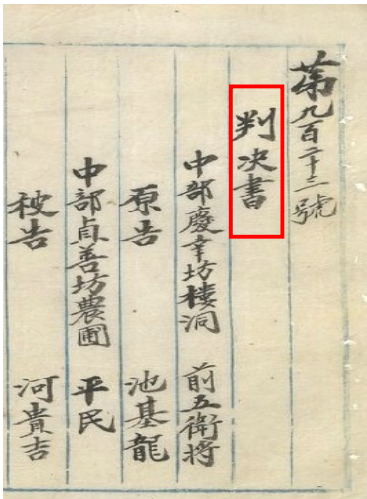 第九百二十三號
判決書
中部慶幸坊樓洞 前五衛將
原告 池基龍
中部貞善坊農圃 平民
被告 河貴吉